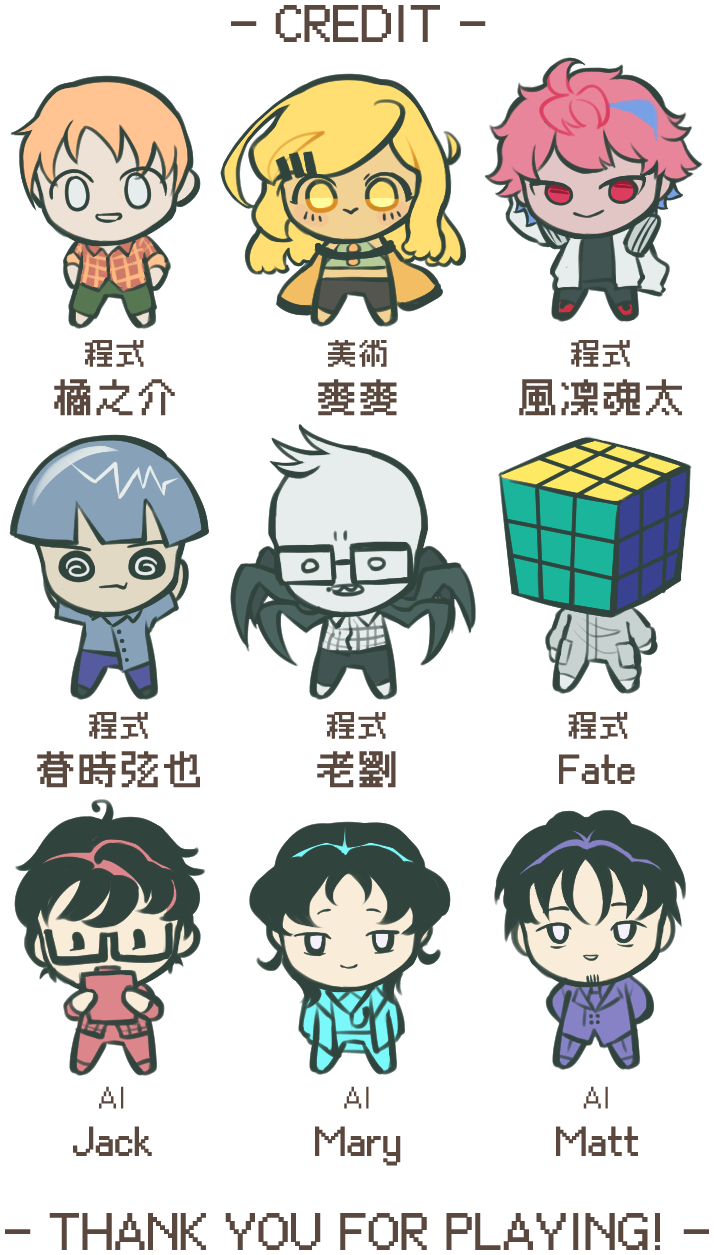 - CREDIT -
程式 美術 程式
橘之介 麥麥 風凜魂太
程式 程式 程式
巷時弦也 老劉 Fate
AI AI AI
Jack Mary Matt
- THANK YOU FOR PLAYING! -